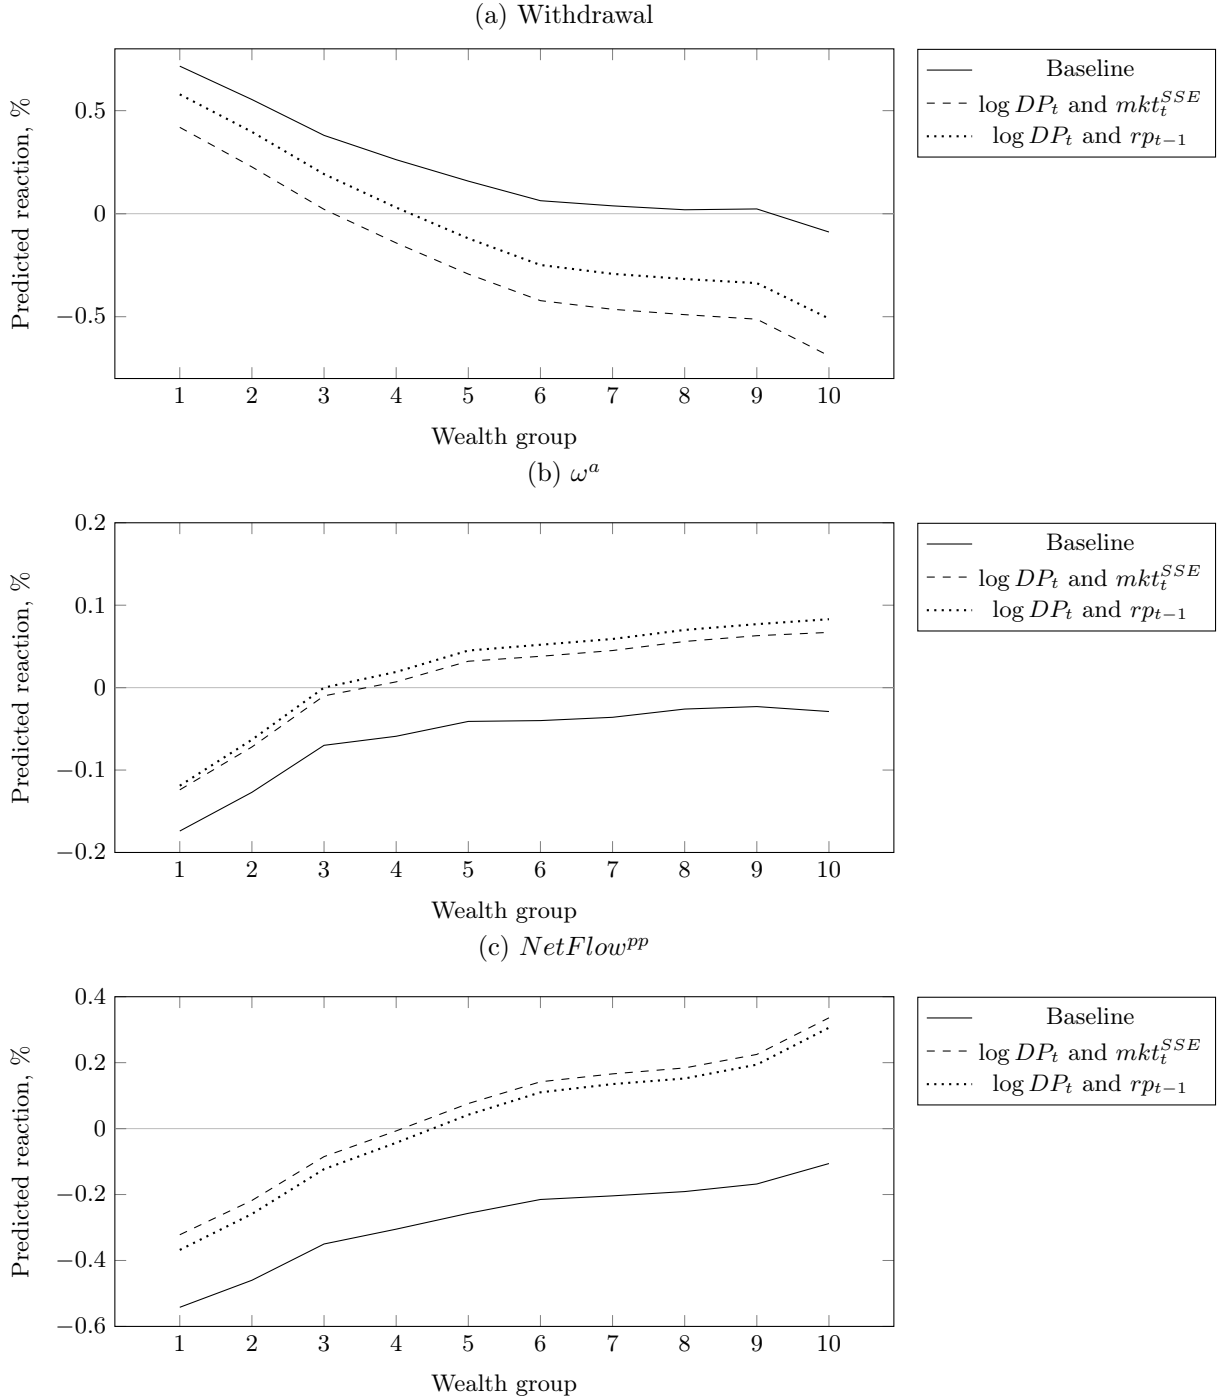 (a) Withdrawal
Predicted reaction, %
0.5
0
−0.5
1 2 3 4 5 6 7 8 9 10
Wealth group
Baseline
log DP_t and mkt_t^{SSE}
log DP_t and rp_{t−1}
(b) ω^a
Predicted reaction, %
0.2
0.1
0
−0.1
−0.2
1 2 3 4 5 6 7 8 9 10
Wealth group
Baseline
log DP_t and mkt_t^{SSE}
log DP_t and rp_{t−1}
(c) NetFlow^{pp}
Predicted reaction, %
0.4
0.2
0
−0.2
−0.4
−0.6
1 2 3 4 5 6 7 8 9 10
Wealth group
Baseline
log DP_t and mkt_t^{SSE}
log DP_t and rp_{t−1}